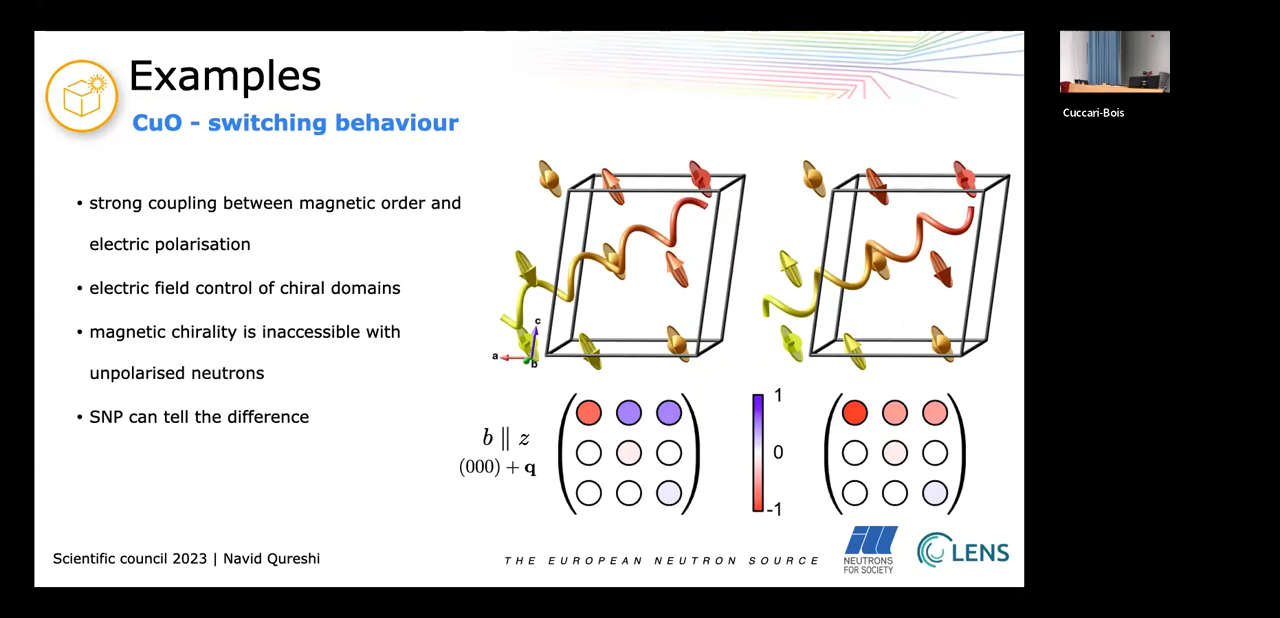 Examples
CuO - switching behaviour
Cuccari-Bois
• strong coupling between magnetic order and
electric polarisation
• electric field control of chiral domains
• magnetic chirality is inaccessible with
unpolarised neutrons
• SNP can tell the difference
c
a
b
b ∥ z
(000) + q
1
0
-1
Scientific council 2023 | Navid Qureshi
THE EUROPEAN NEUTRON SOURCE
ill
NEUTRONS
FOR SOCIETY
LENS